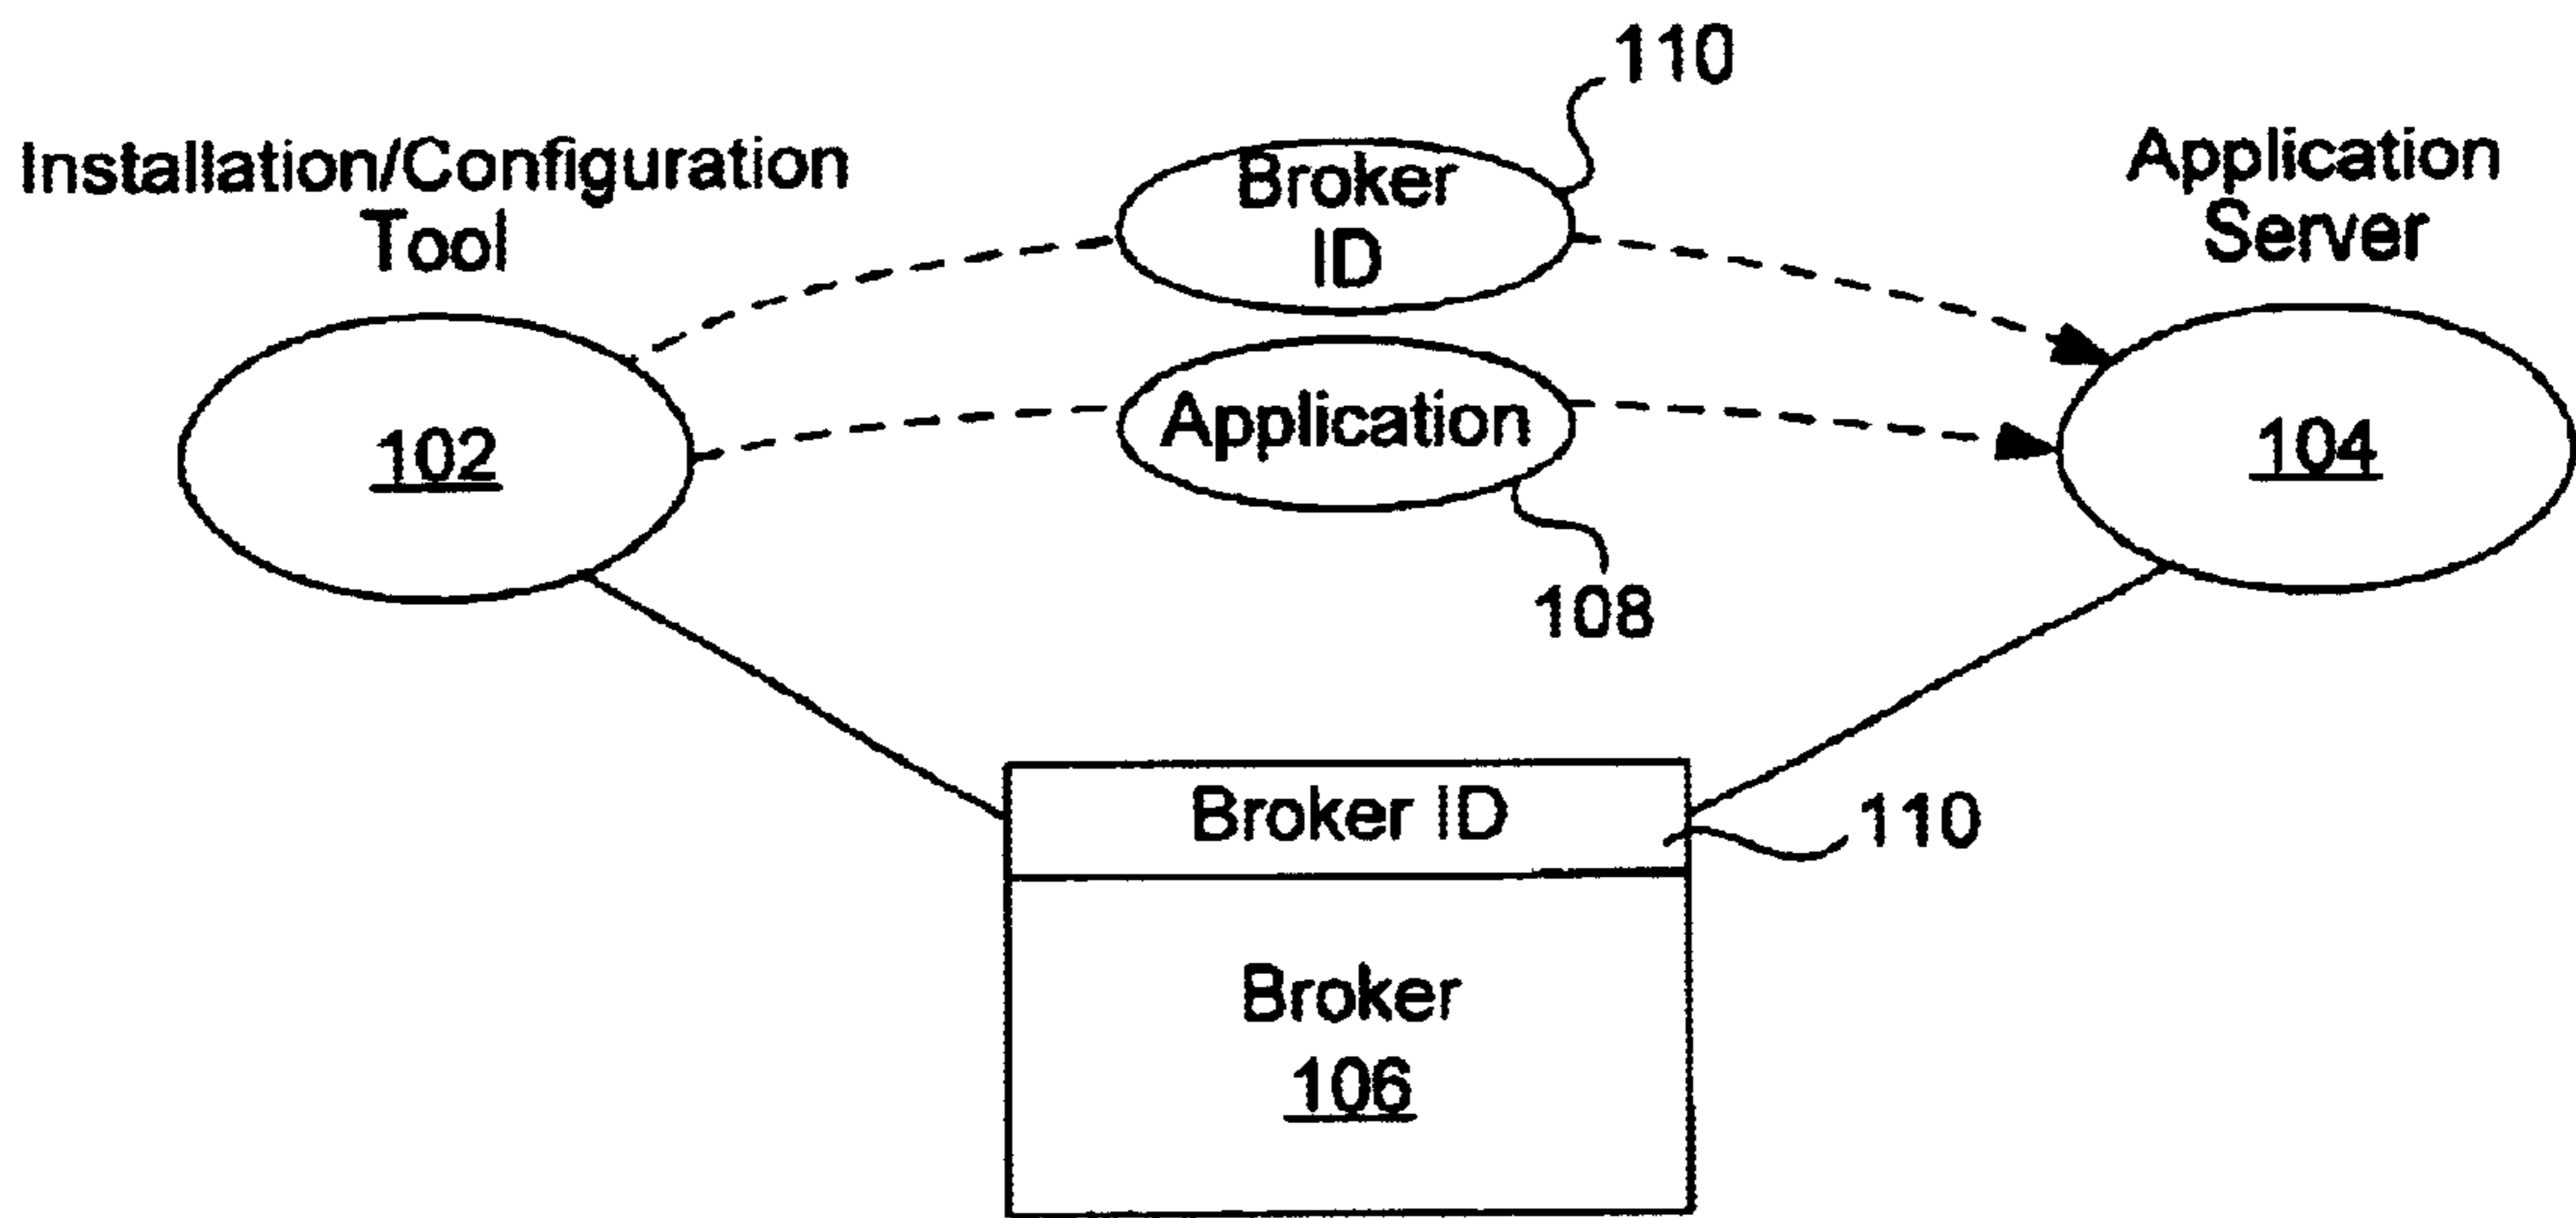 110
Installation/Configuration
Tool
Broker
ID
Application
Server
102
Application
104
108
Broker ID
110
Broker
106